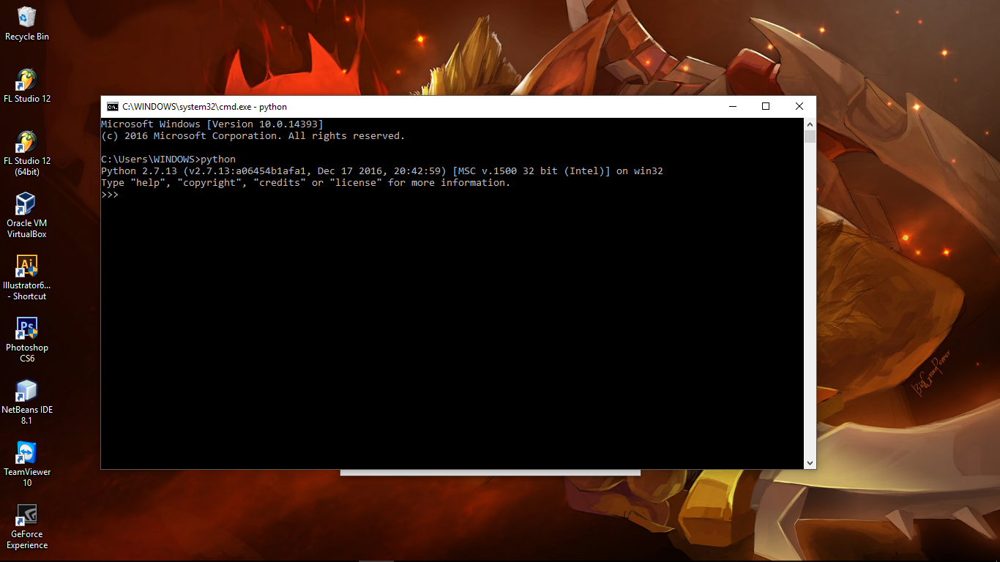 Recycle Bin
FL Studio 12
FL Studio 12
(64bit)
Oracle VM
VirtualBox
Ai
Illustrator6...
- Shortcut
Ps
Photoshop
CS6
NetBeans IDE
8.1
TeamViewer
10
GeForce
Experience
C:\WINDOWS\system32\cmd.exe - python
Microsoft Windows [Version 10.0.14393]
(c) 2016 Microsoft Corporation. All rights reserved.
C:\Users\WINDOWS>python
Python 2.7.13 (v2.7.13:a06454b1afa1, Dec 17 2016, 20:42:59) [MSC v.1500 32 bit (Intel)] on win32
Type "help", "copyright", "credits" or "license" for more information.
>>>